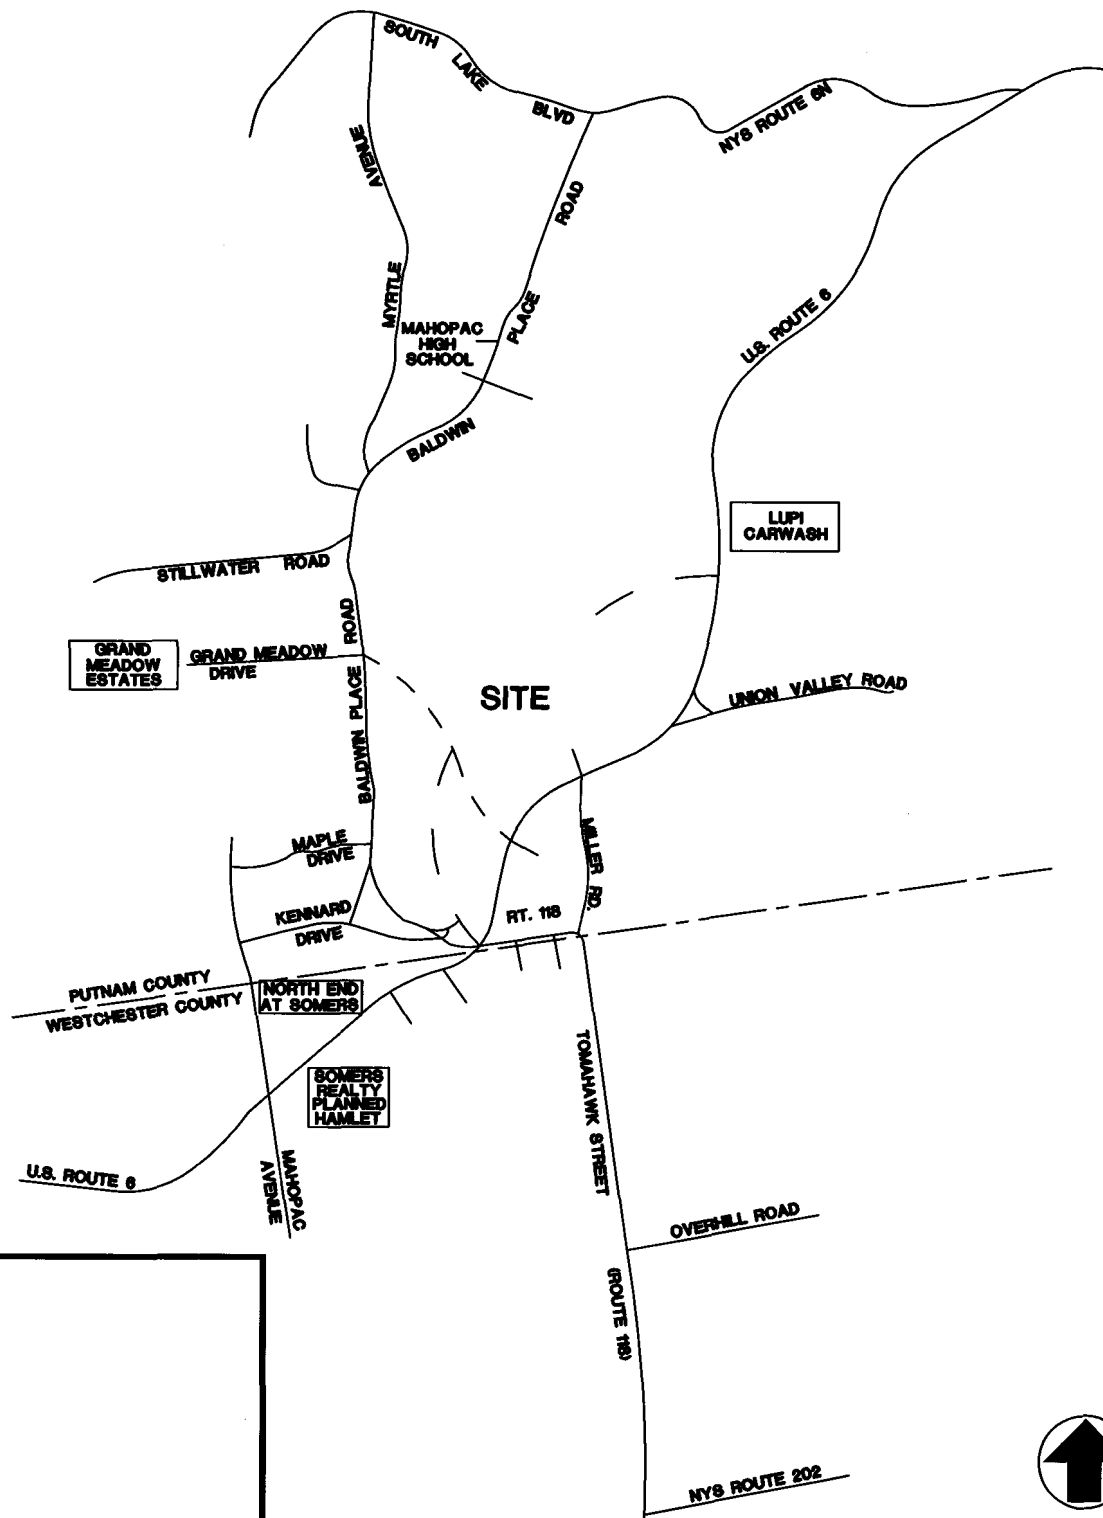 SOUTH
LAKE
BLVD
NYS ROUTE 6N
AVENUE
ROAD
MYRTLE
PLACE
U.S. ROUTE 6
MAHOPAC
HIGH
SCHOOL
BALDWIN
LUPI
CARWASH
STILLWATER ROAD
ROAD
GRAND
MEADOW
ESTATES
GRAND MEADOW
DRIVE
SITE
UNION VALLEY ROAD
BALDWIN PLACE
MAPLE
DRIVE
MILLER RD.
KENNARD
DRIVE
RT. 118
PUTNAM COUNTY
WESTCHESTER COUNTY
NORTH END
AT SOMERS
SOMERS
REALTY
PLANNED
HAMLET
TOMAHAWK STREET
U.S. ROUTE 6
MAHOPAC
AVENUE
OVERHILL ROAD
(ROUTE 118)
NYS ROUTE 202